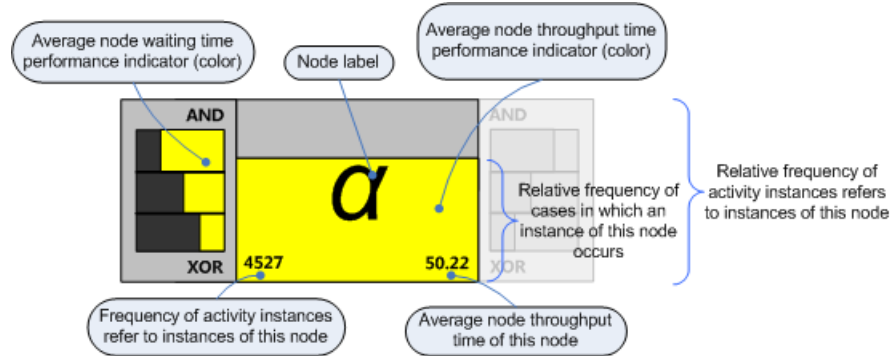 Average node waiting time
performance indicator (color)
Node label
Average node throughput time
performance indicator (color)
AND
XOR
α
4527
50.22
AND
XOR
Relative frequency of
cases in which an
instance of this node
occurs
Relative frequency of
activity instances refers
to instances of this node
Frequency of activity instances
refer to instances of this node
Average node throughput
time of this node